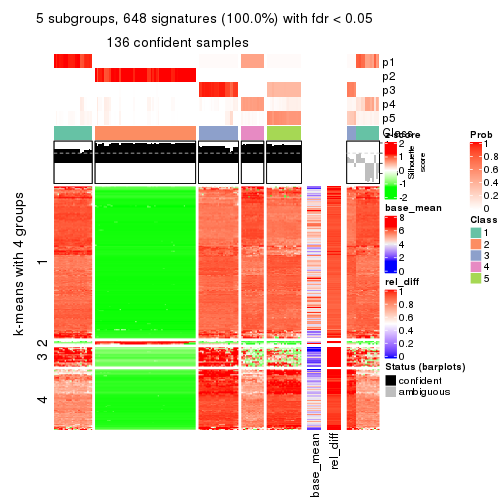 5 subgroups, 648 signatures (100.0%) with fdr < 0.05
136 confident samples
p1
p2
p3
p4
p5
Class
Silhouette
score
k-means with 4 groups
1
2
3
4
base_mean
rel_diff
z-score
2
1
0
-1
-2
base_mean
8
6
4
2
0
rel_diff
1
0.8
0.6
0.4
0.2
0
Status (barplots)
confident
ambiguous
Prob
1
0.8
0.6
0.4
0.2
0
Class
1
2
3
4
5